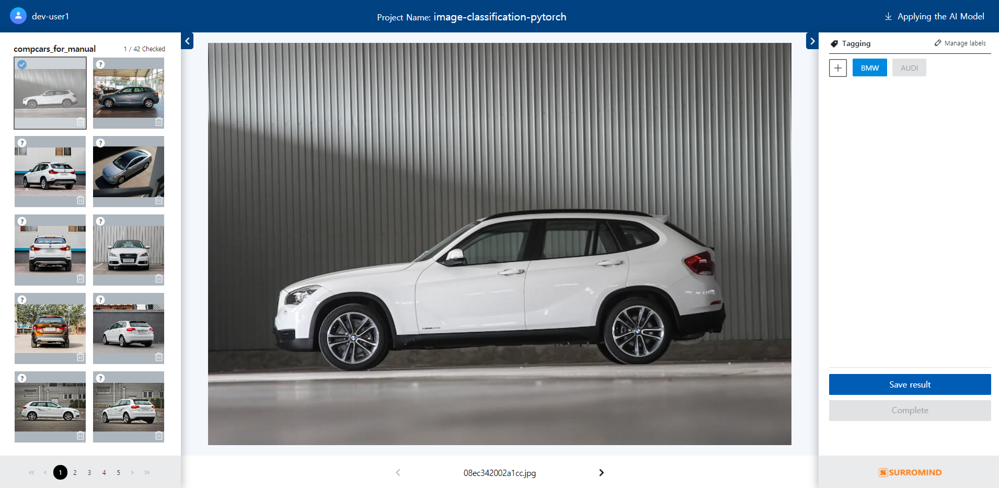 dev-user1
Project Name: image-classification-pytorch
Applying the AI Model
compcars_for_manual
1 / 42 Checked
?
?
?
?
?
?
?
?
?
« ‹ 1 2 3 4 5 › »
08ec342002a1cc.jpg
Tagging
Manage labels
+ BMW AUDI
Save result
Complete
SURROMIND